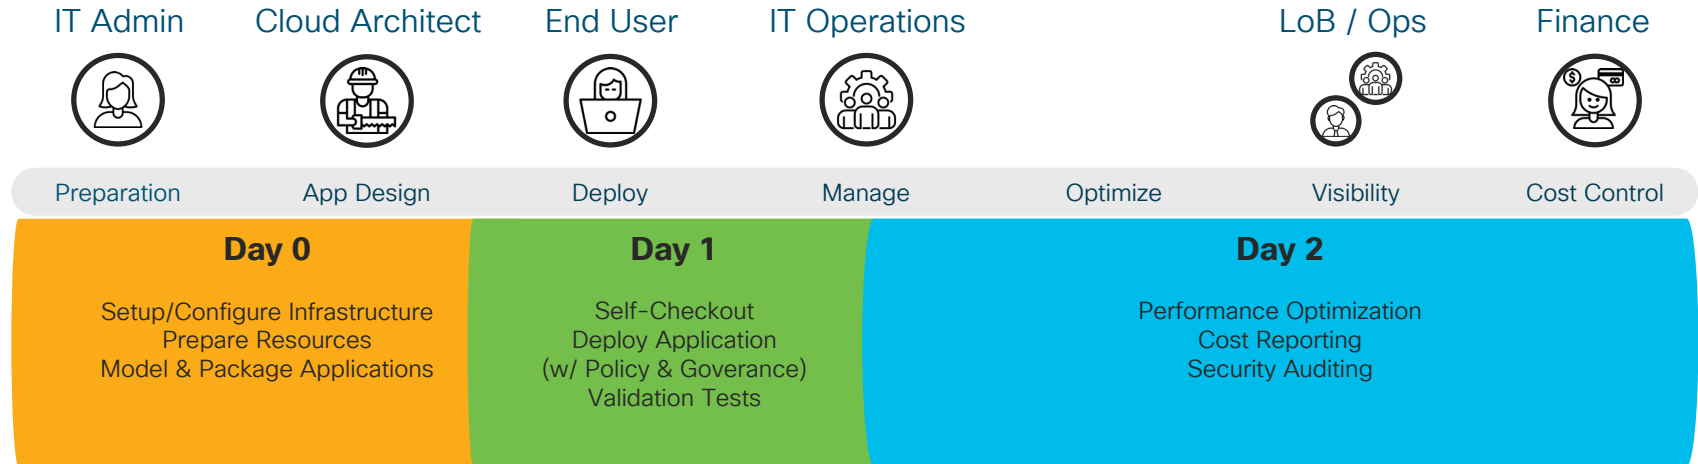 IT Admin
Cloud Architect
End User
IT Operations
LoB / Ops
Finance
$
Preparation
App Design
Deploy
Manage
Optimize
Visibility
Cost Control
Day 0
Setup/Configure Infrastructure
Prepare Resources
Model & Package Applications
Day 1
Self-Checkout
Deploy Application
(w/ Policy & Goverance)
Validation Tests
Day 2
Performance Optimization
Cost Reporting
Security Auditing